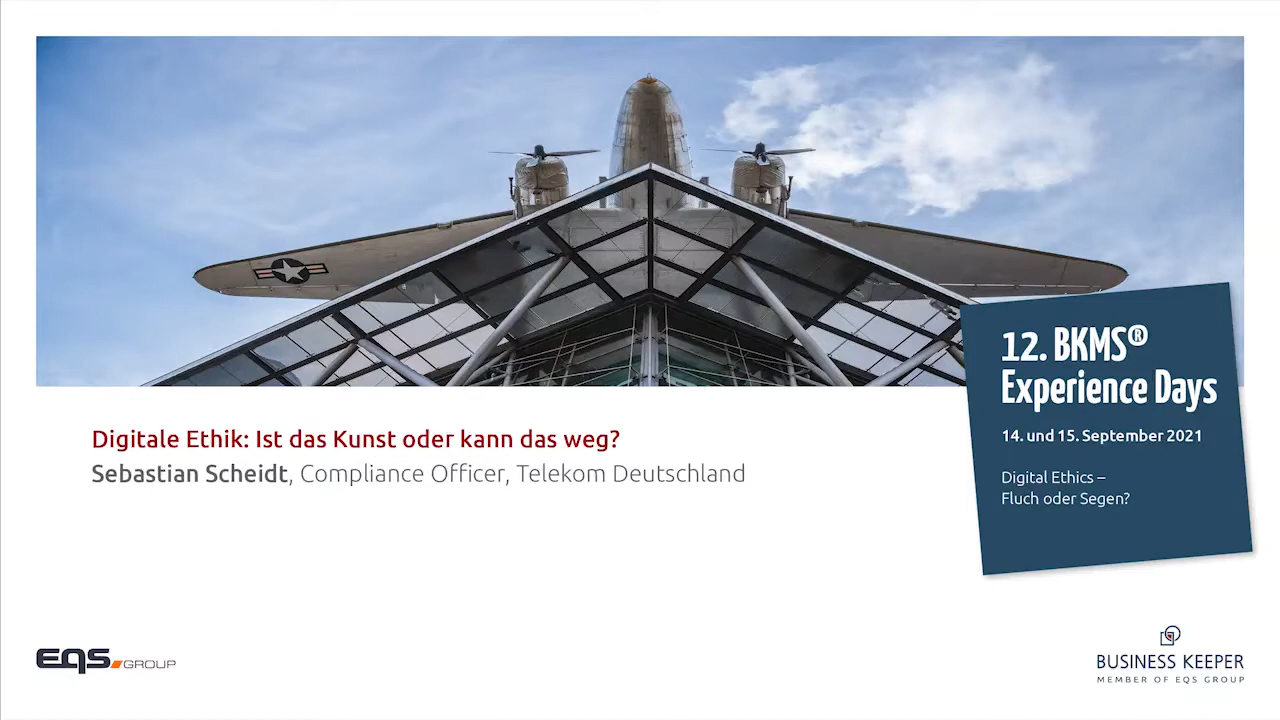 12. BKMS®
Experience Days
14. und 15. September 2021
Digital Ethics –
Fluch oder Segen?
Digitale Ethik: Ist das Kunst oder kann das weg?
Sebastian Scheidt, Compliance Officer, Telekom Deutschland
EQS GROUP
BUSINESS KEEPER
MEMBER OF EQS GROUP